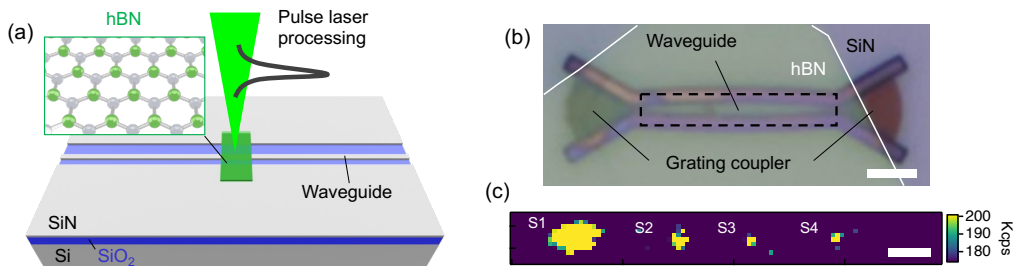 (a)
hBN
Pulse laser
processing
Waveguide
SiN
Si
SiO2
(b)
Waveguide
SiN
hBN
Grating coupler
(c)
S1
S2
S3
S4
200
190
180
Kcps